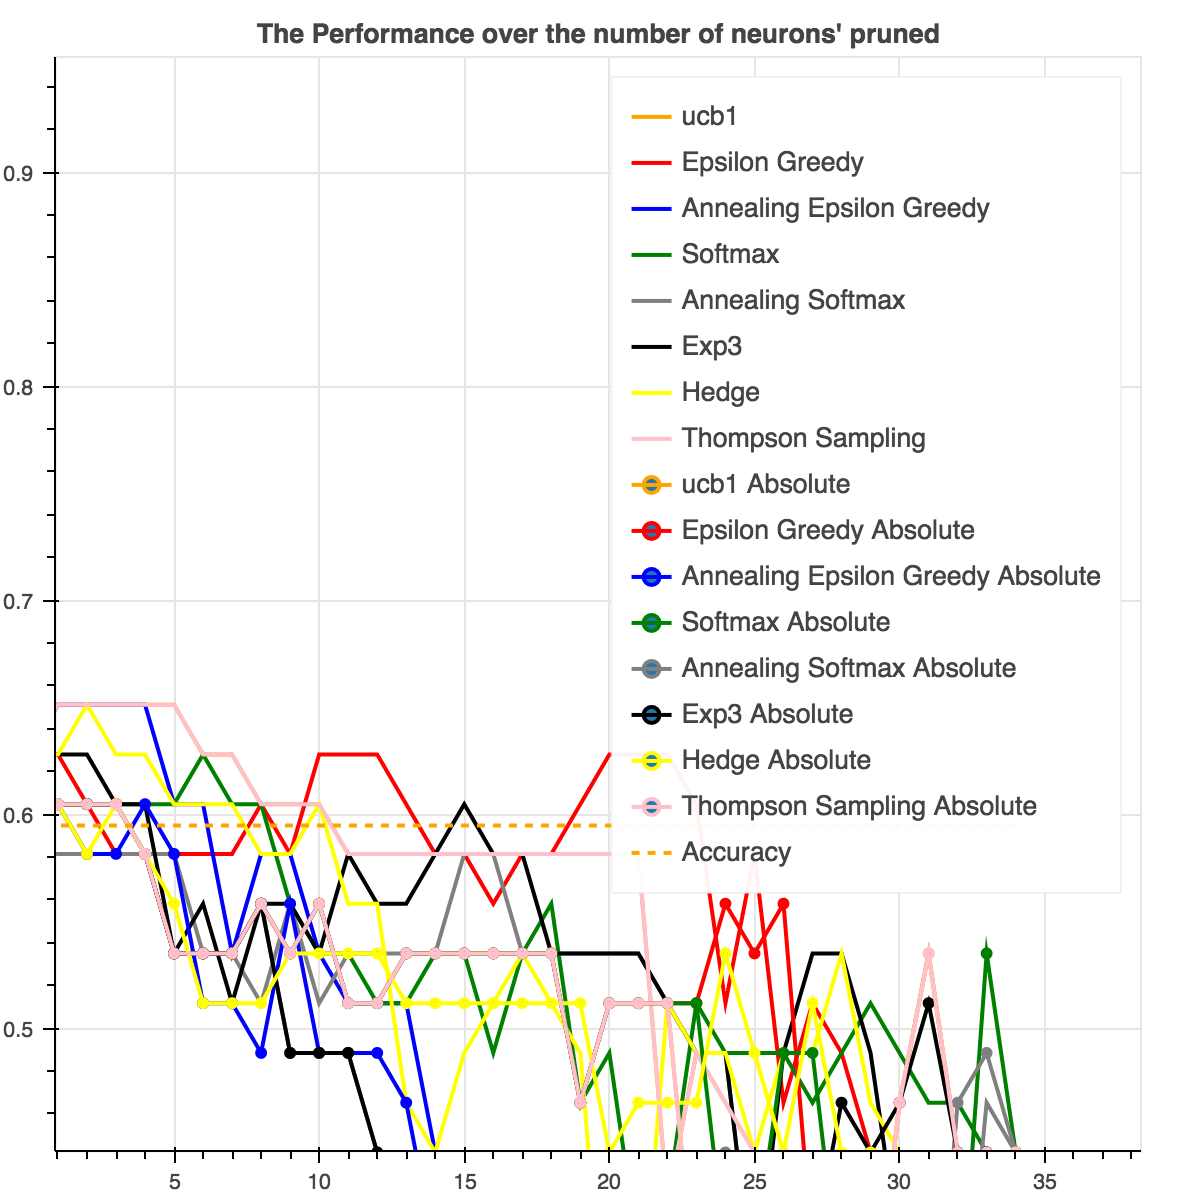 The Performance over the number of neurons' pruned
ucb1
Epsilon Greedy
Annealing Epsilon Greedy
Softmax
Annealing Softmax
Exp3
Hedge
Thompson Sampling
ucb1 Absolute
Epsilon Greedy Absolute
Annealing Epsilon Greedy Absolute
Softmax Absolute
Annealing Softmax Absolute
Exp3 Absolute
Hedge Absolute
Thompson Sampling Absolute
Accuracy
0.9
0.8
0.7
0.6
0.5
5 10 15 20 25 30 35